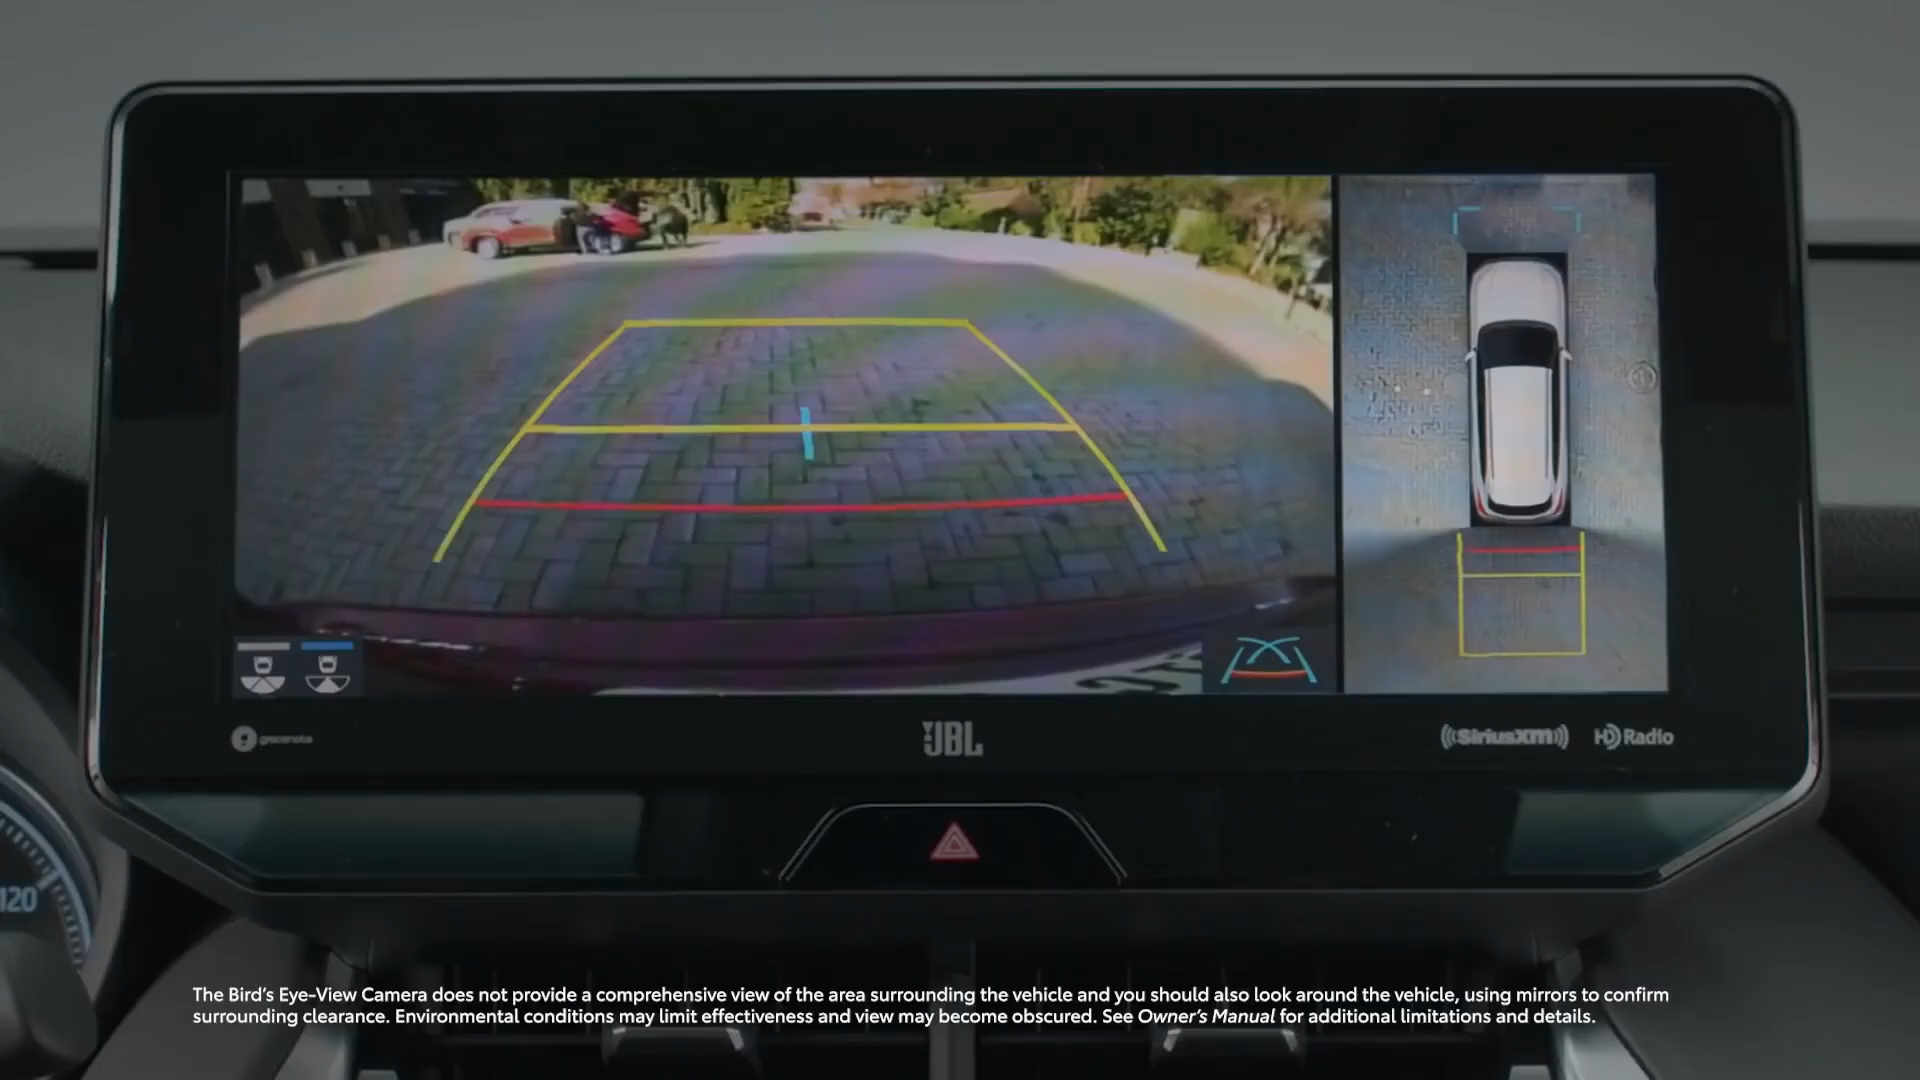 gracenote
JBL
SiriusXM
HD Radio
120
The Bird's Eye-View Camera does not provide a comprehensive view of the area surrounding the vehicle and you should also look around the vehicle, using mirrors to confirm
surrounding clearance. Environmental conditions may limit effectiveness and view may become obscured. See Owner's Manual for additional limitations and details.